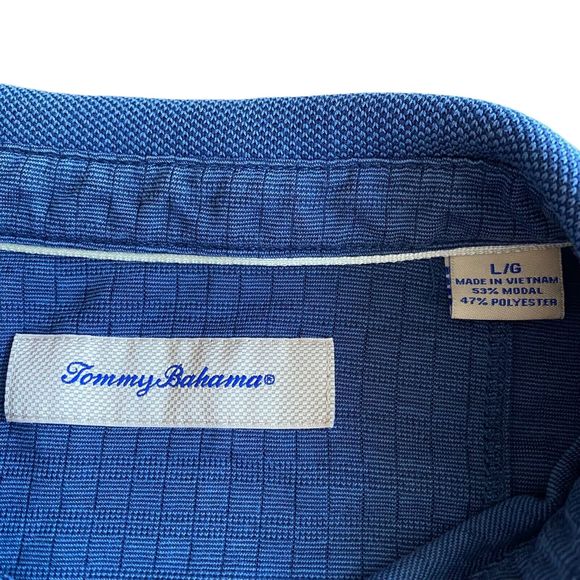 L/G
MADE IN VIETNAM
53% MODAL
47% POLYESTER
Tommy Bahama®